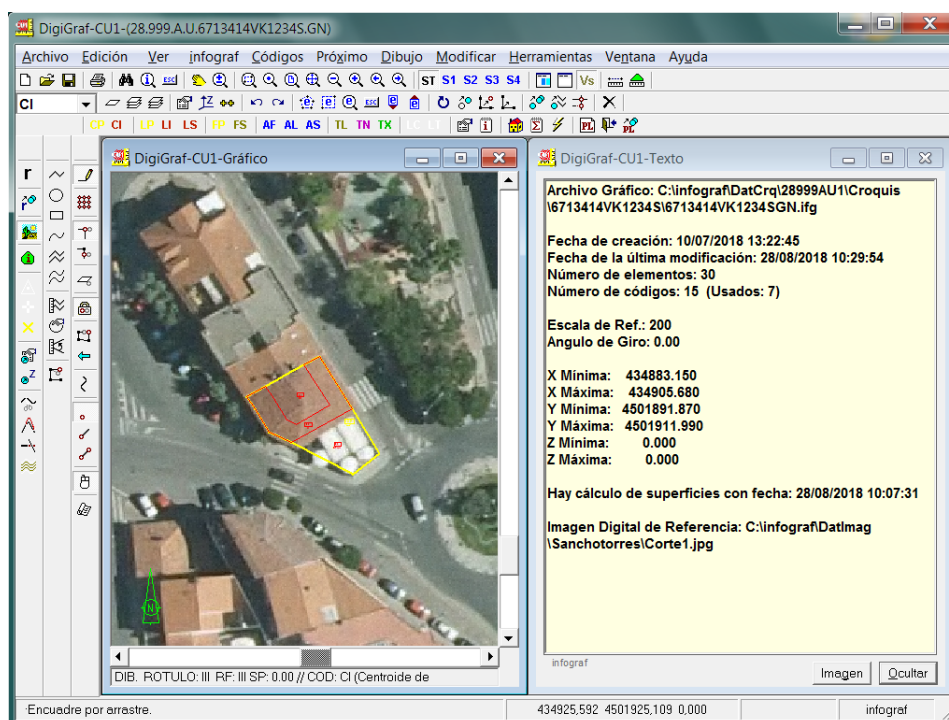 DigiGraf-CU1-(28.999.A.U.6713414VK1234S.GN)
Archivo Edición Ver infograf Códigos Próximo Dibujo Modificar Herramientas Ventana Ayuda
ST S1 S2 S3 S4 Vs
CI
CP CI LP LI LS FP FS AF AL AS TL TN TX LC LT PL PL
DigiGraf-CU1-Gráfico
DIB. ROTULO: III RF: III SP: 0.00 // COD: CI (Centroide de
DigiGraf-CU1-Texto
Archivo Gráfico: C:\infograf\DatCrq\28999AU1\Croquis
\6713414VK1234S\6713414VK1234SGN.ifg
Fecha de creación: 10/07/2018 13:22:45
Fecha de la última modificación: 28/08/2018 10:29:54
Número de elementos: 30
Número de códigos: 15 (Usados: 7)
Escala de Ref.: 200
Angulo de Giro: 0.00
X Mínima: 434883.150
X Máxima: 434905.680
Y Mínima: 4501891.870
Y Máxima: 4501911.990
Z Mínima: 0.000
Z Máxima: 0.000
Hay cálculo de superficies con fecha: 28/08/2018 10:07:31
Imagen Digital de Referencia: C:\infograf\DatImag
\Sanchotorres\Corte1.jpg
infograf
Imagen Ocultar
Encuadre por arrastre.
434925,592 4501925,109 0,000
infograf